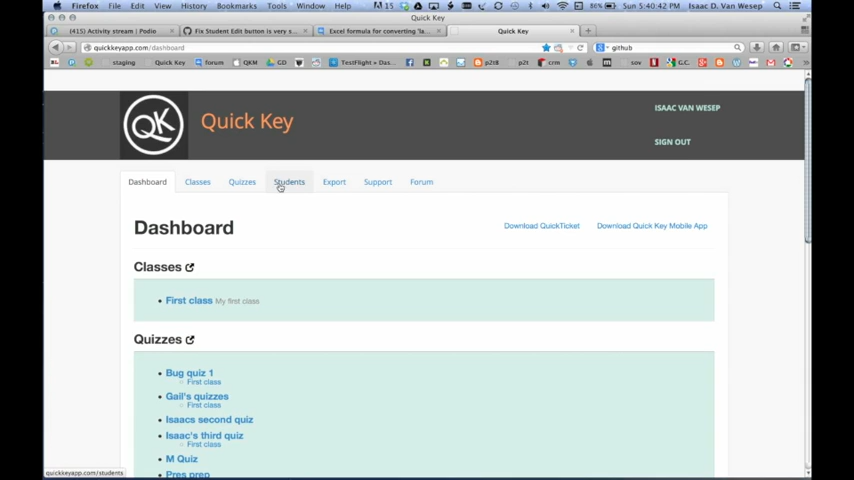 Firefox File Edit View History Bookmarks Tools Window Help 15 86% Sun 5:40:42 PM Isaac D. Van Wesep
Quick Key
(415) Activity stream | Podio Fix Student Edit button is very s... Excel formula for converting 'la... Quick Key
quickkeyapp.com/dashboard github
staging Quick Key forum QKM GD TestFlight » Das... p2tB p2t crm sov G.C.
QK
Quick Key
ISAAC VAN WESEP
SIGN OUT
Dashboard Classes Quizzes Students Export Support Forum
Dashboard
Download QuickTicket Download Quick Key Mobile App
Classes
• First class My first class
Quizzes
• Bug quiz 1
First class
• Gail's quizzes
First class
• Isaacs second quiz
• Isaac's third quiz
First class
• M Quiz
• Pres prep
quickkeyapp.com/students